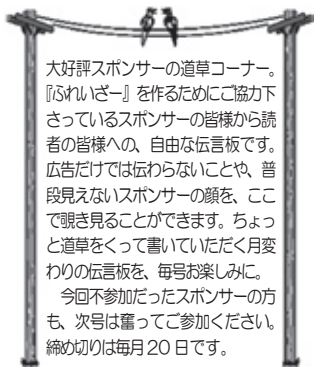 大好評スポンサーの道草コーナー。
『ふれいざー』を作るためにご協力下
さっているスポンサーの皆様から読
者の皆様への、自由な伝言板です。
広告だけでは伝わらないことや、普
段見えないスポンサーの顔を、ここ
で覗き見ることができます。ちょっ
と道草をくって書いていただく月変
わりの伝言板を、毎号お楽しみに。
　今回不参加だったスポンサーの方
も、次号は奮ってご参加ください。
締め切りは毎月20日です。